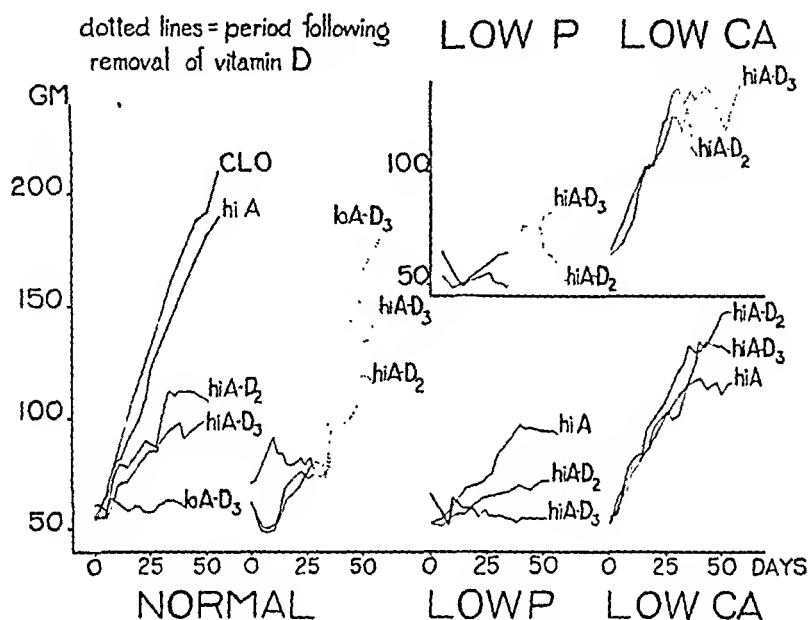 dotted lines = period following
removal of vitamin D
LOW P LOW CA
GM
hiA-D3
CLO
200
hi A
100
hiA-D2
loA-D3
hiA-D3
50
hiA-D2
150
hiA-D3
hiA-D2
hiA-D2
hiA-D3
hiA
hiA-D2
hiA-D3
100
hiA
hiA-D2
loA-D3
hiA-D3
50
0 25 50 0 25 50 0 25 50 0 25 50 DAYS
NORMAL LOW P LOW CA